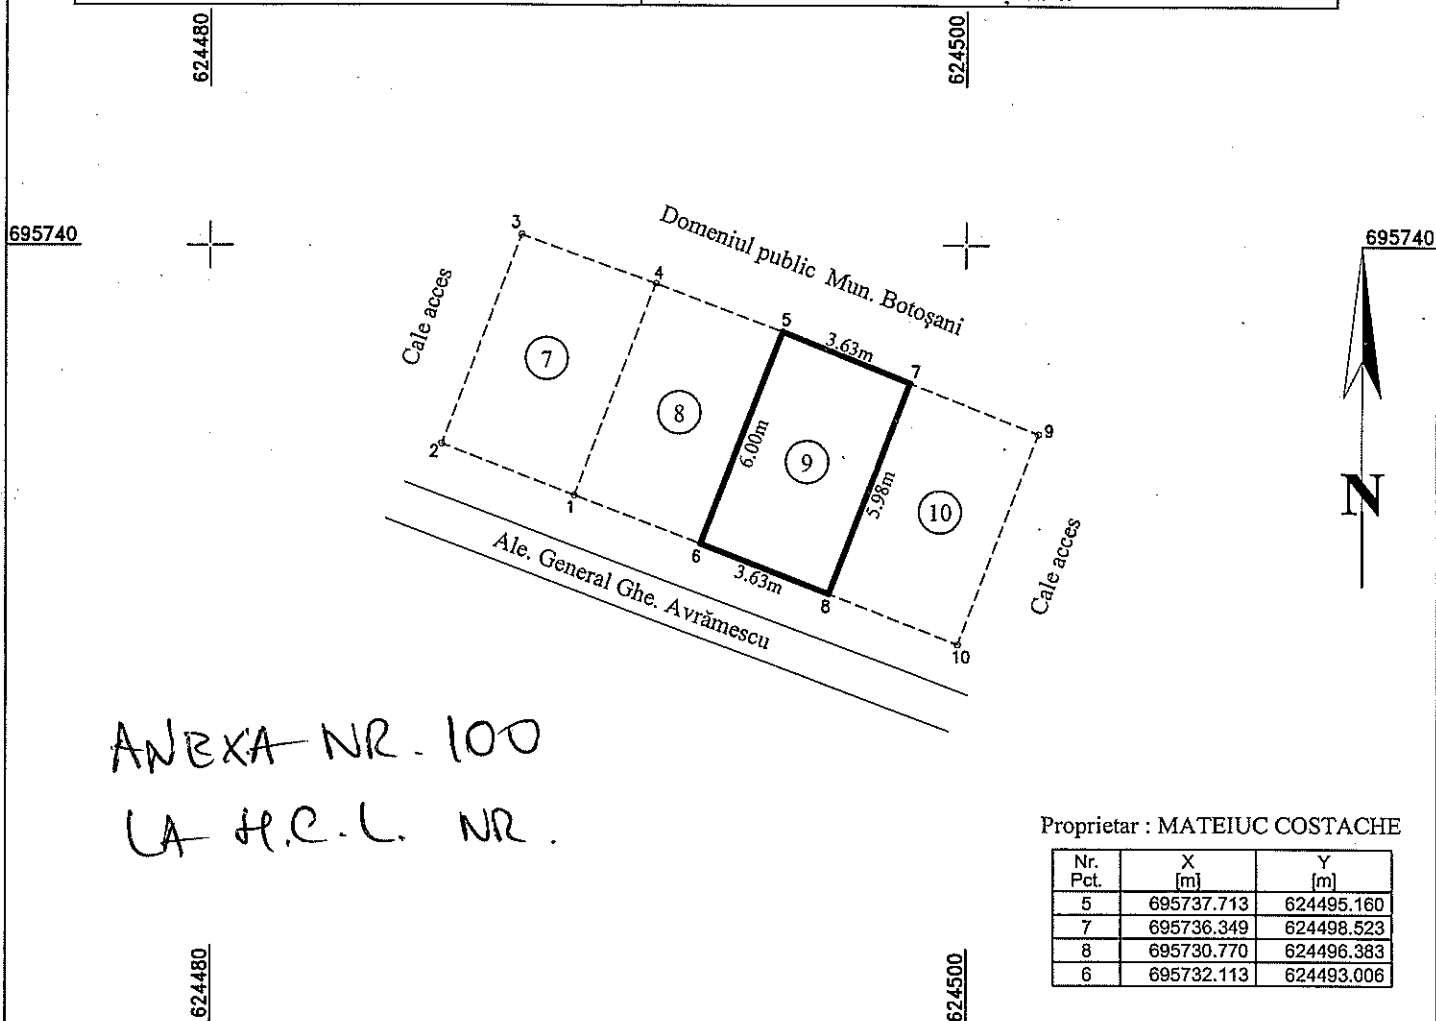 624480
624500
695740
695740
3
4
5
7
9
2
1
6
8
10
Domeniul public Mun. Botoşani
Cale acces
Cale acces
7
8
9
10
3.63m
6.00m
5.98m
3.63m
Ale. General Ghe. Avrămescu
N
ANEXA NR. 100
LA H.C.L. NR.
Proprietar : MATEIUC COSTACHE
Nr. Pct. X [m] Y [m]
5 695737.713 624495.160
7 695736.349 624498.523
8 695730.770 624496.383
6 695732.113 624493.006
624480
624500